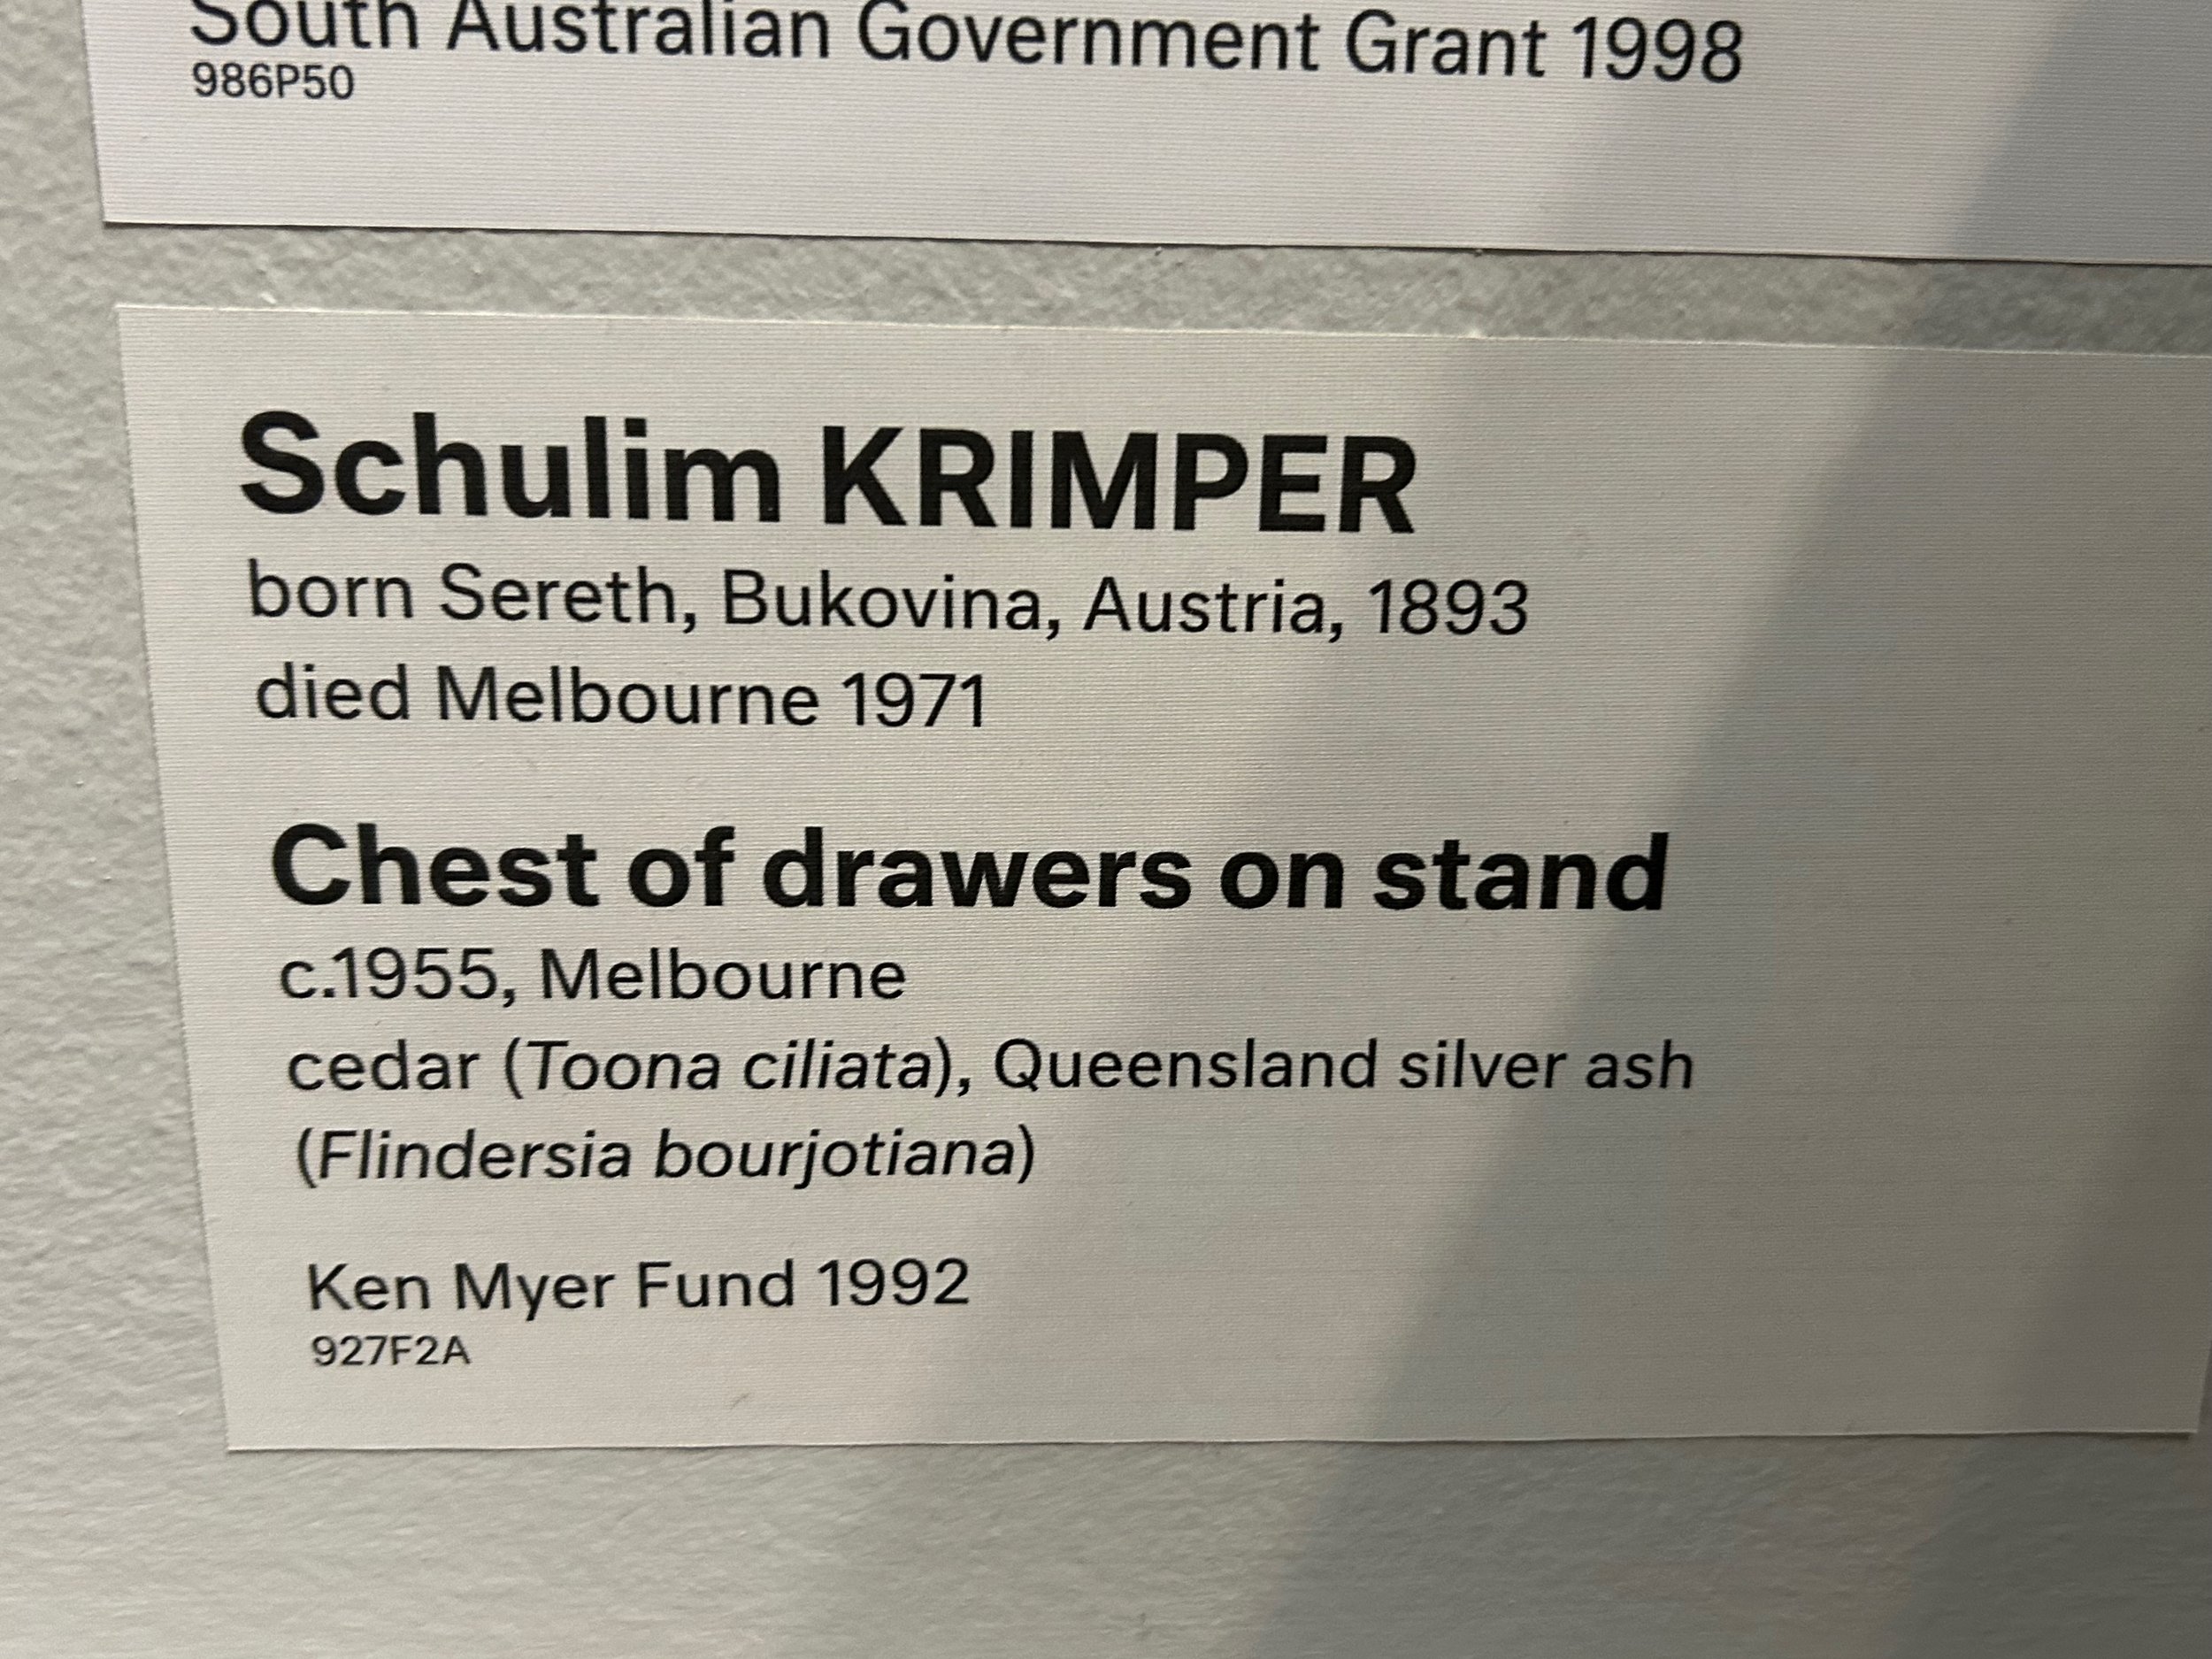 South Australian Government Grant 1998
986P50
Schulim KRIMPER
born Sereth, Bukovina, Austria, 1893
died Melbourne 1971
Chest of drawers on stand
c.1955, Melbourne
cedar (Toona ciliata), Queensland silver ash
(Flindersia bourjotiana)
Ken Myer Fund 1992
927F2A